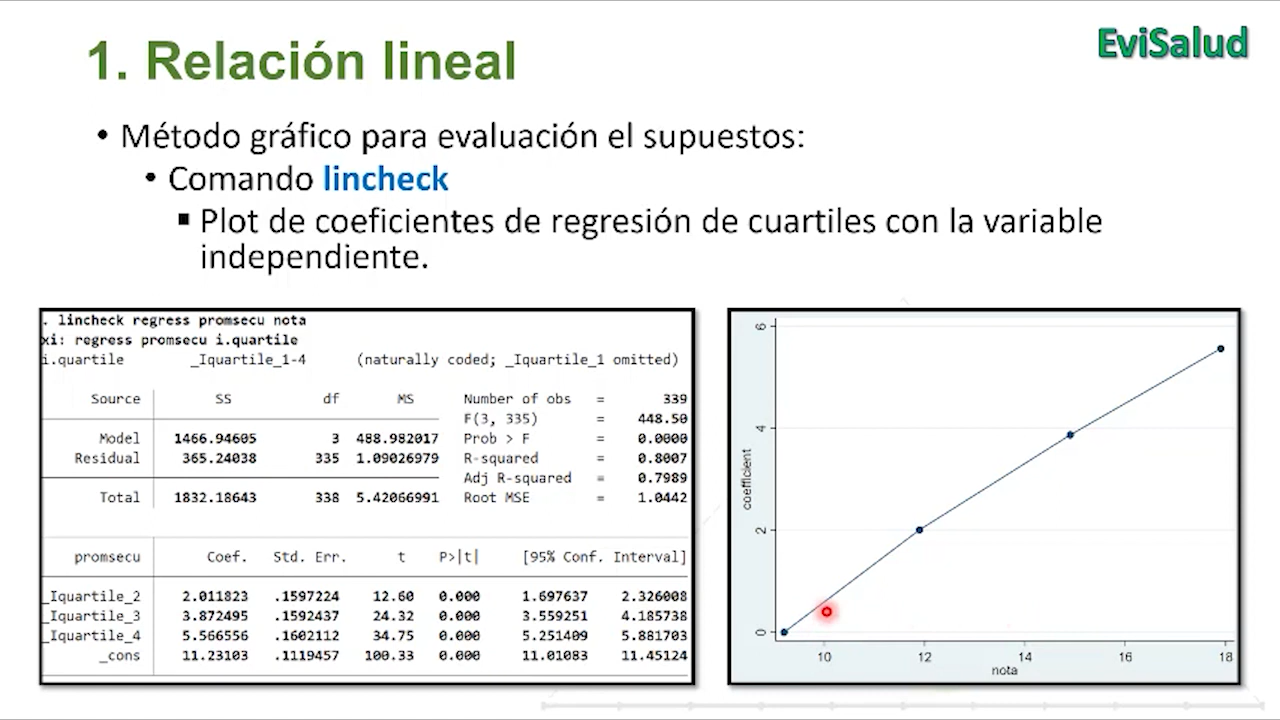 1. Relación lineal
EviSalud
• Método gráfico para evaluación el supuestos:
• Comando lincheck
▪ Plot de coeficientes de regresión de cuartiles con la variable
independiente.
. lincheck regress promsecu nota
xi: regress promsecu i.quartile
i.quartile _Iquartile_1-4 (naturally coded; _Iquartile_1 omitted)
Source SS df MS Number of obs = 339
F(3, 335) = 448.50
Model 1466.94605 3 488.982017 Prob > F = 0.0000
Residual 365.24038 335 1.09026979 R-squared = 0.8007
Adj R-squared = 0.7989
Total 1832.18643 338 5.42066991 Root MSE = 1.0442
promsecu Coef. Std. Err. t P>|t| [95% Conf. Interval]
_Iquartile_2 2.011823 .1597224 12.60 0.000 1.697637 2.326008
_Iquartile_3 3.872495 .1592437 24.32 0.000 3.559251 4.185738
_Iquartile_4 5.566556 .1602112 34.75 0.000 5.251409 5.881703
_cons 11.23103 .1119457 100.33 0.000 11.01083 11.45124
6
4
coefficient
2
0
10 12 14 16 18
nota